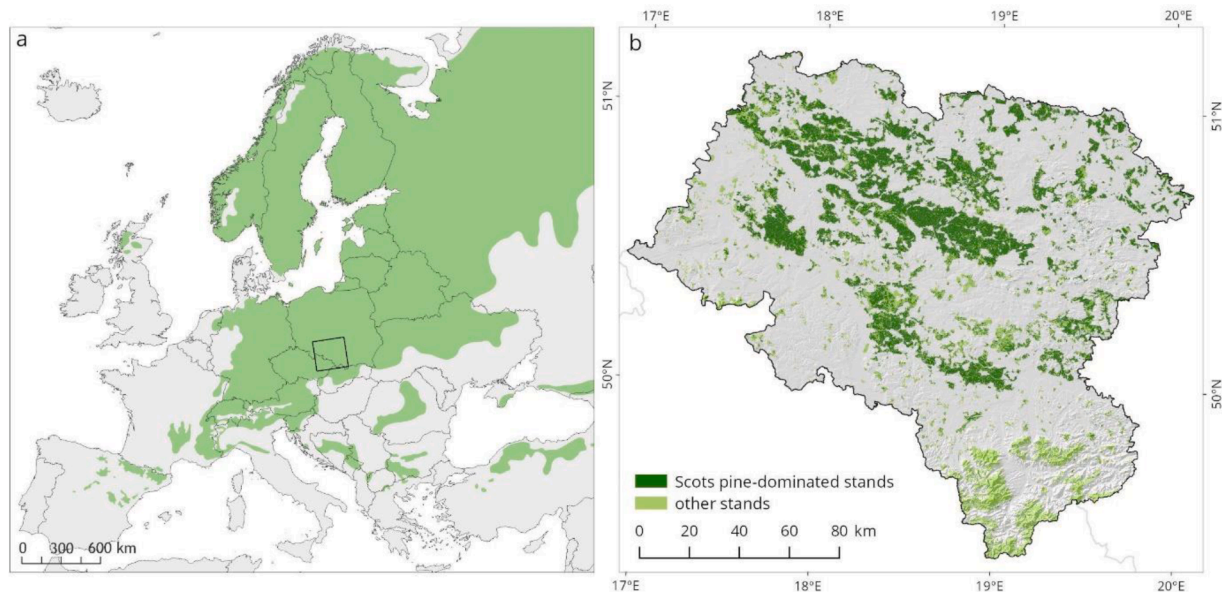 a
0 300 600 km
17°E 18°E 19°E 20°E
b
51°N
51°N
50°N
50°N
Scots pine-dominated stands
other stands
0 20 40 60 80 km
17°E 18°E 19°E 20°E